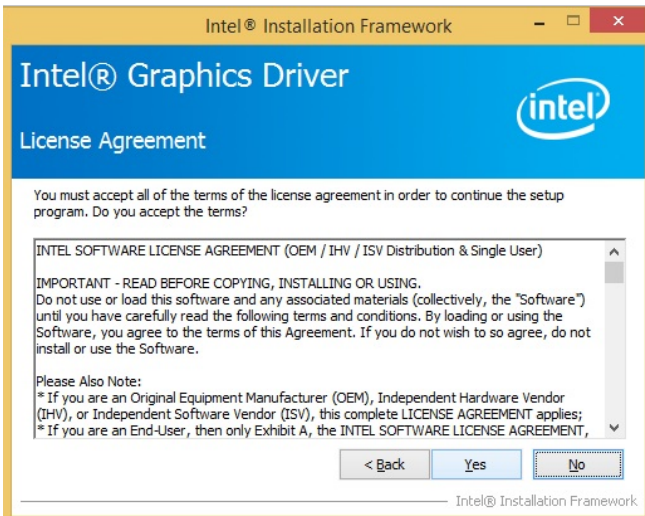 Intel® Installation Framework
Intel® Graphics Driver
intel
License Agreement
You must accept all of the terms of the license agreement in order to continue the setup
program. Do you accept the terms?
INTEL SOFTWARE LICENSE AGREEMENT (OEM / IHV / ISV Distribution & Single User)
IMPORTANT - READ BEFORE COPYING, INSTALLING OR USING.
Do not use or load this software and any associated materials (collectively, the "Software")
until you have carefully read the following terms and conditions. By loading or using the
Software, you agree to the terms of this Agreement. If you do not wish to so agree, do not
install or use the Software.
Please Also Note:
* If you are an Original Equipment Manufacturer (OEM), Independent Hardware Vendor
(IHV), or Independent Software Vendor (ISV), this complete LICENSE AGREEMENT applies;
* If you are an End-User, then only Exhibit A, the INTEL SOFTWARE LICENSE AGREEMENT,
< Back Yes No
Intel® Installation Framework